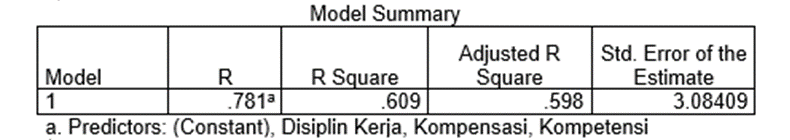 Model Summary
Model R R Square Adjusted R Square Std. Error of the Estimate
1 .781a .609 .598 3.08409
a. Predictors: (Constant), Disiplin Kerja, Kompensasi, Kompetensi